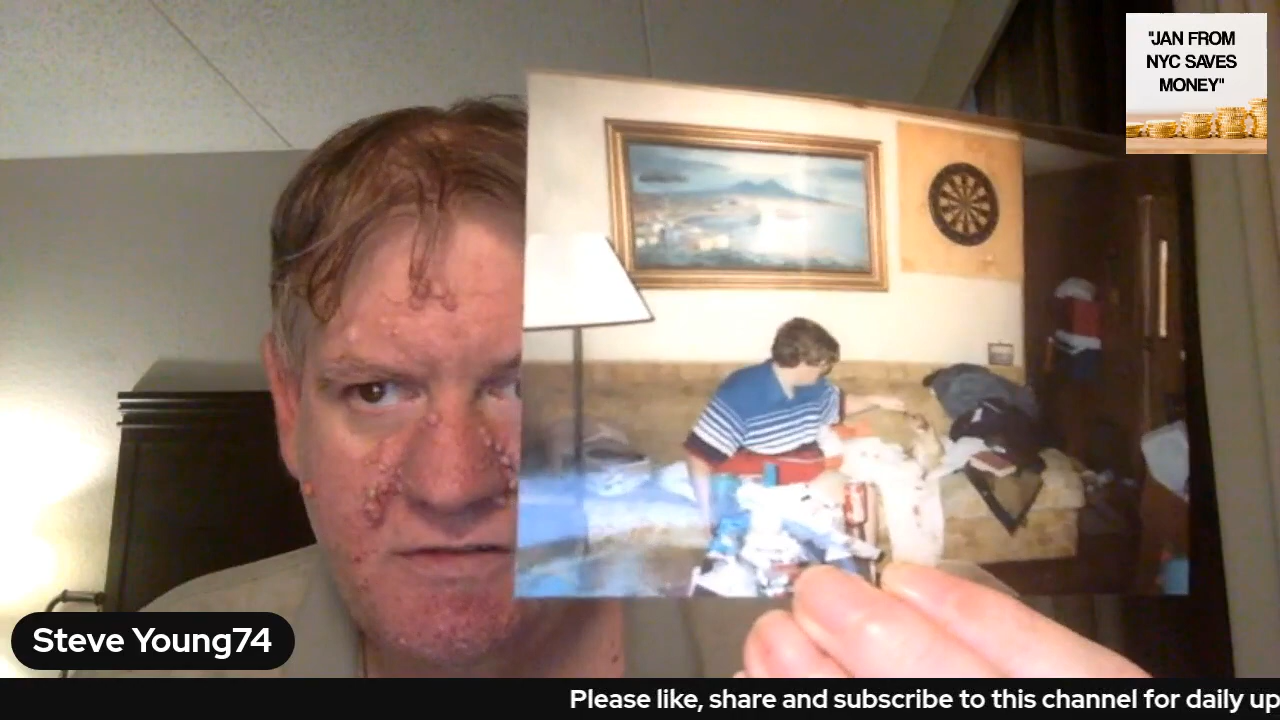 "JAN FROM
NYC SAVES
MONEY"
Steve Young74
Please like, share and subscribe to this channel for daily up